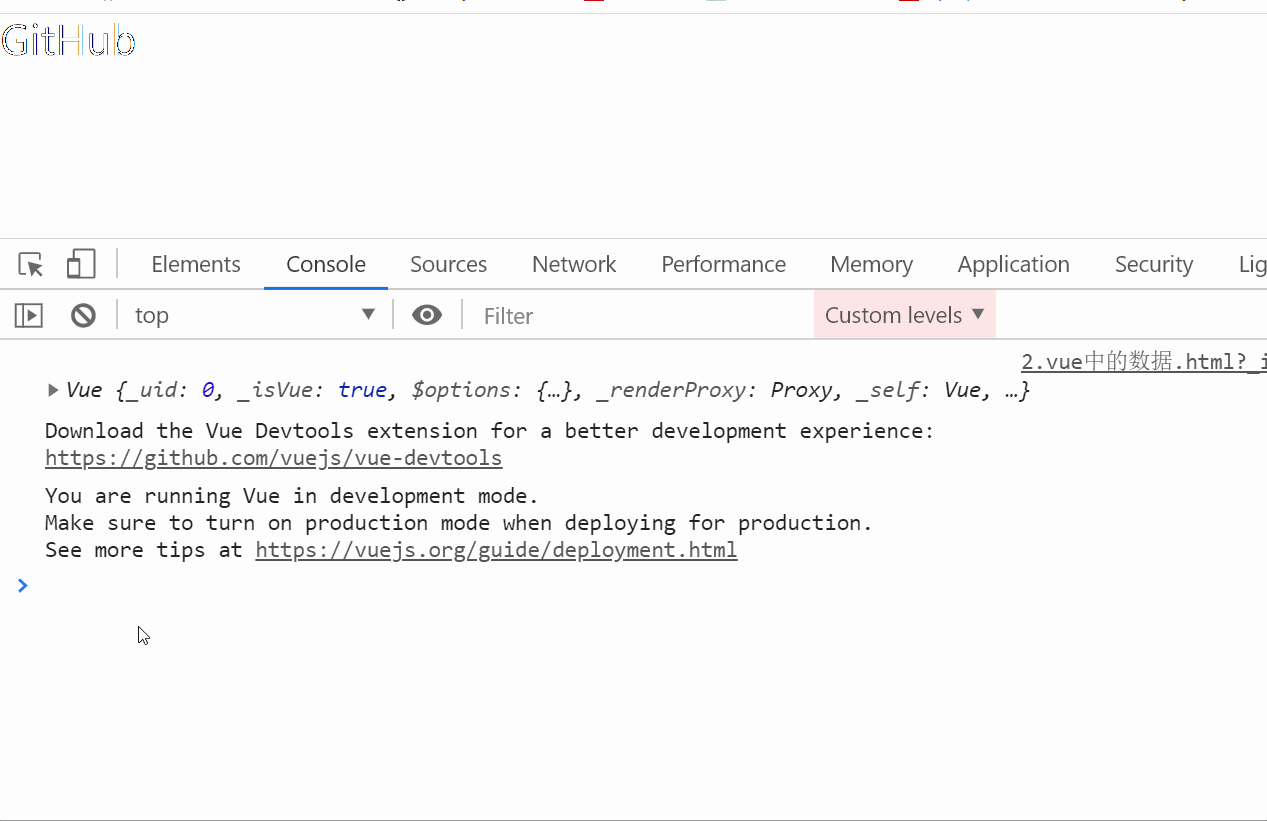 GitHub
Elements Console Sources Network Performance Memory Application Security Lig
top Filter Custom levels
2.vue中的数据.html?_i
Vue {_uid: 0, _isVue: true, $options: {…}, _renderProxy: Proxy, _self: Vue, …}
Download the Vue Devtools extension for a better development experience:
https://github.com/vuejs/vue-devtools
You are running Vue in development mode.
Make sure to turn on production mode when deploying for production.
See more tips at https://vuejs.org/guide/deployment.html